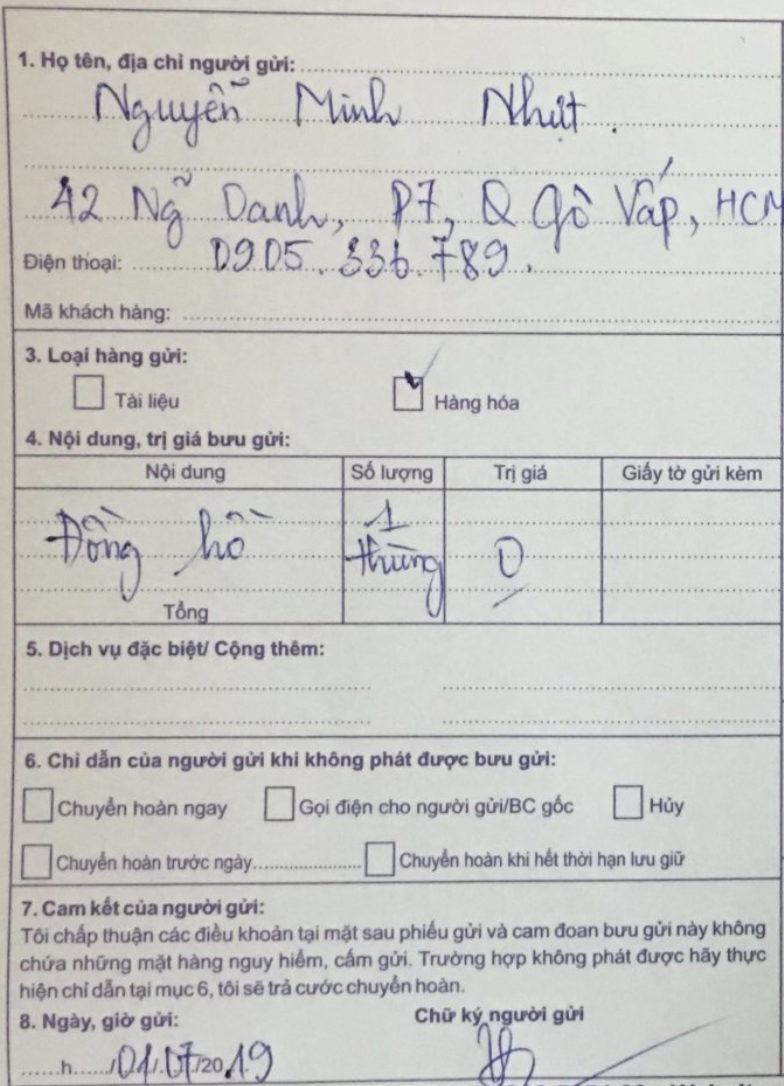 1. Họ tên, địa chỉ người gửi:
Nguyễn Minh Nhựt.
42 Ng̃ Danh, P7, Q Gò Vấp, HCM
Điện thoại: 0905.336.789.
Mã khách hàng:
3. Loại hàng gửi:
Tài liệu Hàng hóa
4. Nội dung, trị giá bưu gửi:
Nội dung Số lượng Trị giá Giấy tờ gửi kèm
Đồng hồ 1 thùng 0
Tổng
5. Dịch vụ đặc biệt/ Cộng thêm:
6. Chỉ dẫn của người gửi khi không phát được bưu gửi:
Chuyển hoàn ngay Gọi điện cho người gửi/BC gốc Hủy
Chuyển hoàn trước ngày.................... Chuyển hoàn khi hết thời hạn lưu giữ
7. Cam kết của người gửi:
Tôi chấp thuận các điều khoản tại mặt sau phiếu gửi và cam đoan bưu gửi này không
chứa những mặt hàng nguy hiểm, cấm gửi. Trường hợp không phát được hãy thực
hiện chỉ dẫn tại mục 6, tôi sẽ trả cước chuyển hoàn.
8. Ngày, giờ gửi: Chữ ký người gửi
......h....../01/07/2019